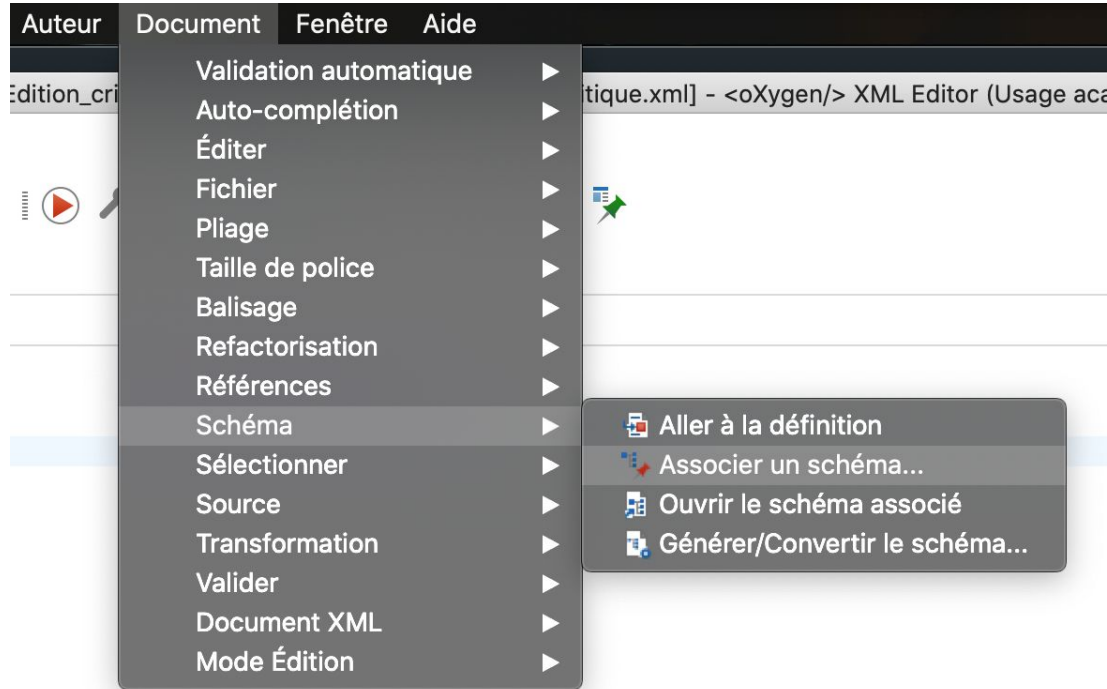 Auteur Document Fenêtre Aide
Edition_cri
tique.xml] - <oXygen/> XML Editor (Usage aca
Validation automatique
Auto-complétion
Éditer
Fichier
Pliage
Taille de police
Balisage
Refactorisation
Références
Schéma
Aller à la définition
Associer un schéma...
Ouvrir le schéma associé
Générer/Convertir le schéma...
Sélectionner
Source
Transformation
Valider
Document XML
Mode Édition